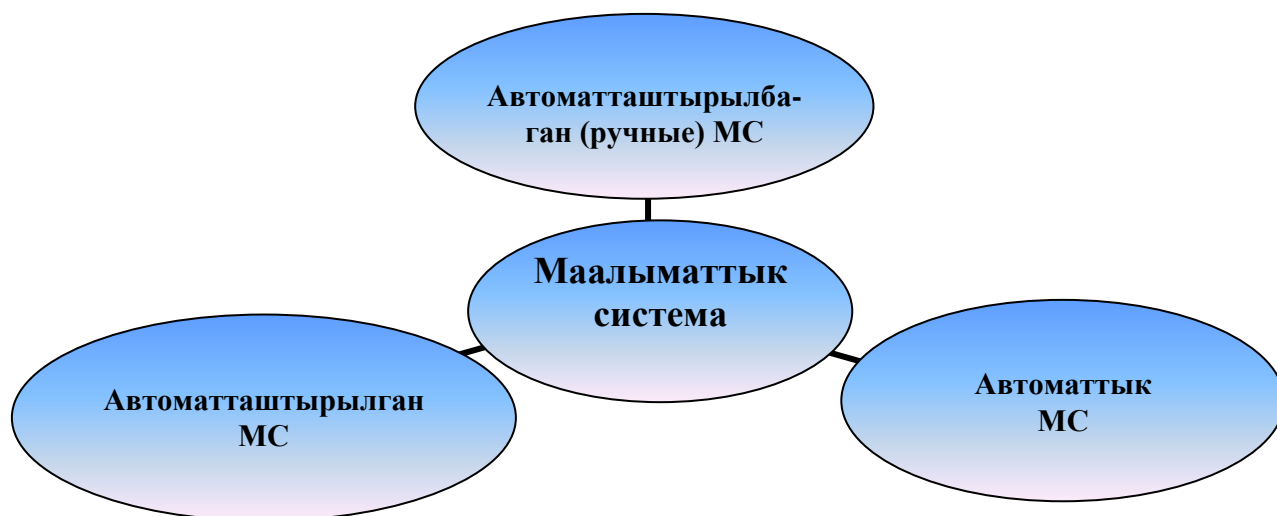 Автоматташтырылба-
ган (ручные) МС
Маалыматтык
система
Автоматташтырылган
МС
Автоматтык
МС